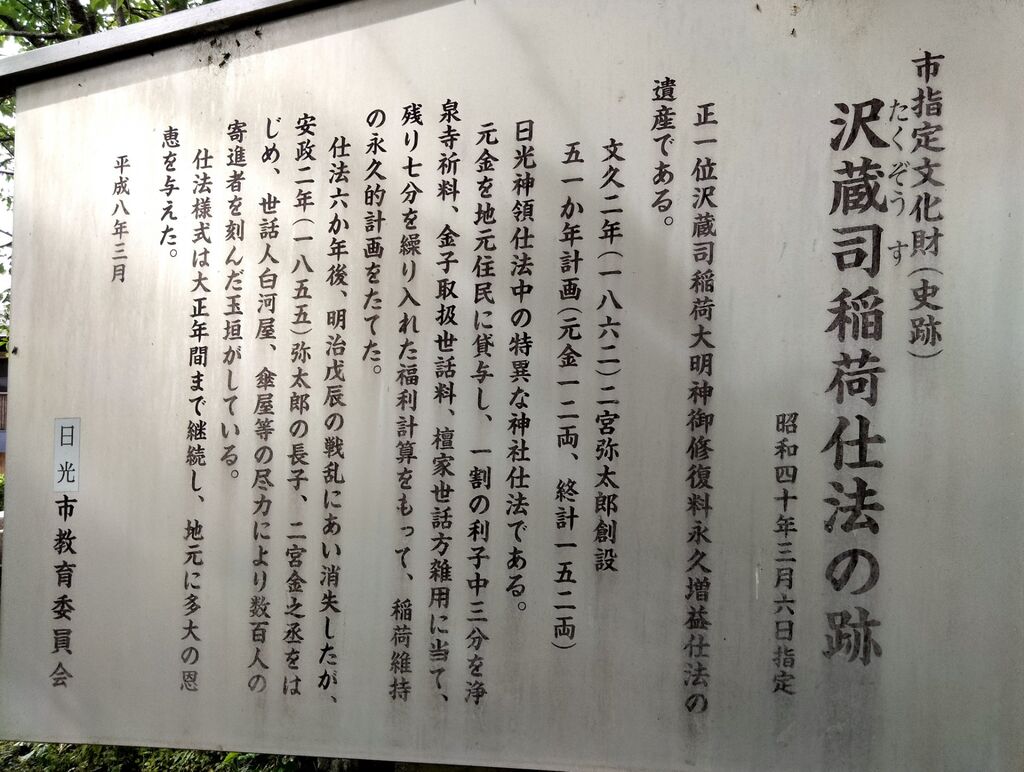 市指定文化財(史跡)
たくぞうす
沢蔵司稲荷仕法の跡
昭和四十年三月六日指定
正一位沢蔵司稲荷大明神御修復料永久増益仕法の
遺産である。
文久二年(一八六二)二宮弥太郎創設
五一か年計画(元金一二両、終計一五二両)
日光神領仕法中の特異な神社仕法である。
元金を地元住民に貸与し、一割の利子中三分を浄
泉寺祈料、金子取扱世話料、檀家世話方雑用に当て、
残り七分を繰り入れた福利計算をもって、稲荷維持
の永久的計画をたてた。
仕法六か年後、明治戊辰の戦乱にあい消失したが、
安政二年(一八五五)弥太郎の長子、二宮金之丞をは
じめ、世話人白河屋、傘屋等の尽力により数百人の
寄進者を刻んだ玉垣がしている。
仕法様式は大正年間まで継続し、地元に多大の恩
恵を与えた。
平成八年三月
日光市教育委員会